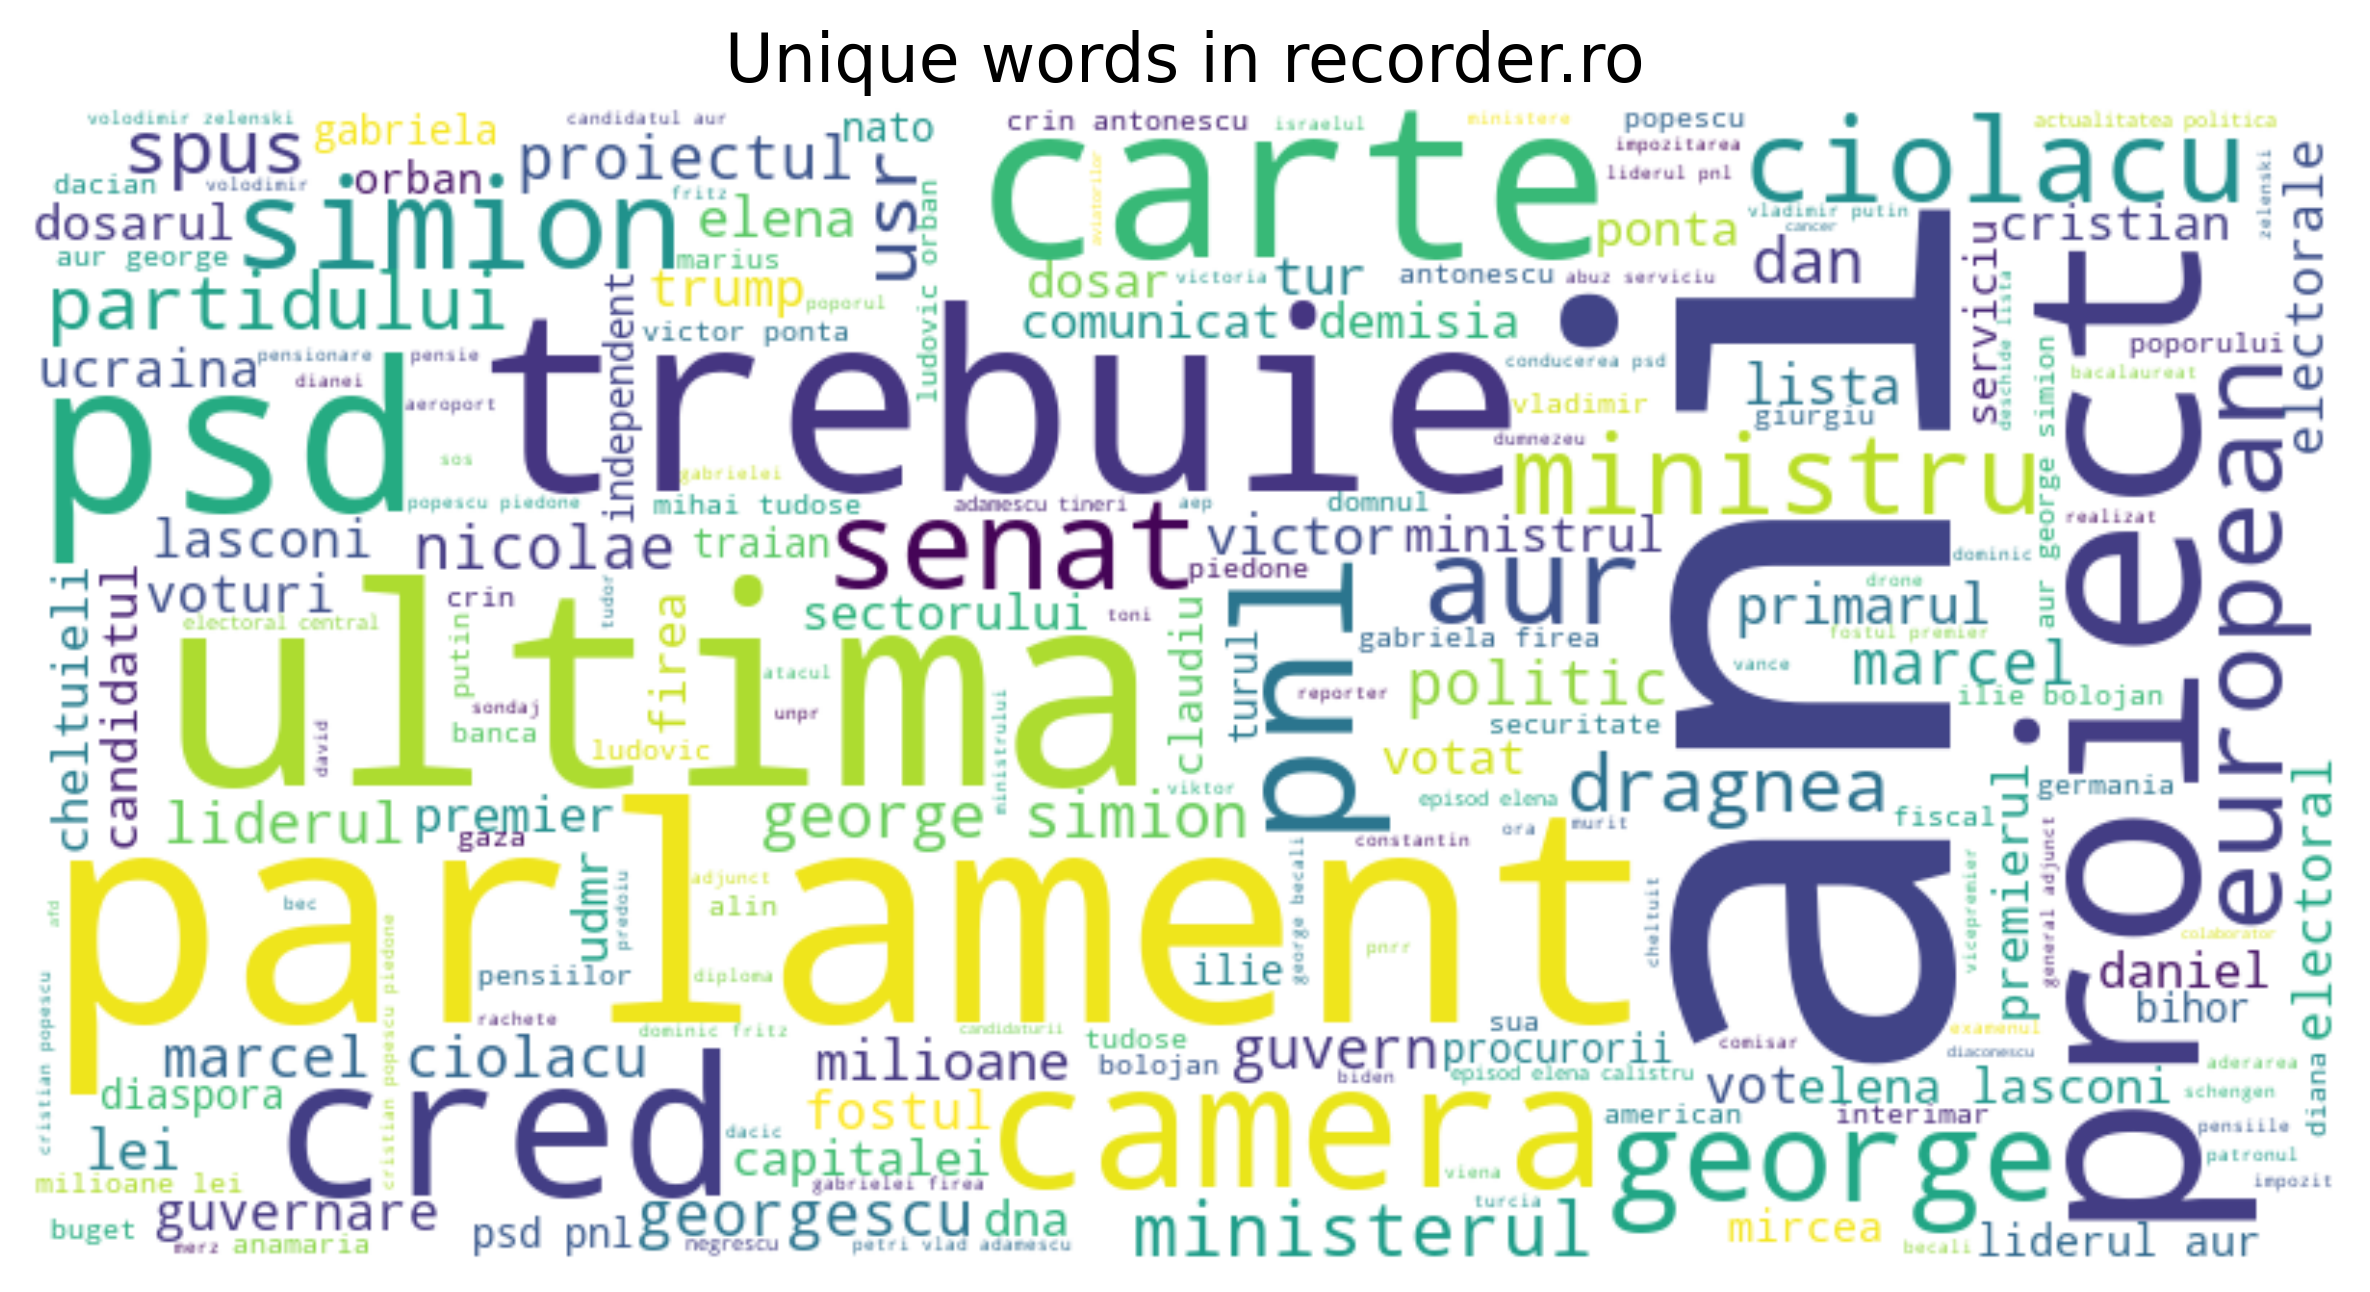 Unique words in recorder.ro
volodimir zelenski
gabriela
candidatul aur
nato
crin antonescu
israelul
ministere
popescu
actualitatea politica
spus
proiectul
carte
impozitarea
ciolacu
dacian
volodimir
orban
fritz
usr
aviatorilor
liderul pnl
zelenski
electorale
dosarul
simion
elena
ludovic orban
ponta
vladimir putin
cancer
cristian
serviciu
aur george
marius
dosar
victoria
tur
antonescu
abuz serviciu
dan
partidului
trump
poporul
independent
victor ponta
comunicat
demisia
deschide lista
poporului
ucraina
pensionare
pensie
dianei
trebuie
conducerea psd
lista
bacalaureat
psd
aeroport
vladimir
giurgiu
aur george simion
dumnezeu
sos
gabrielei
ministru
proiect
european
popescu piedone
mihai tudose
adamescu tineri
aep
domnul
realizat
lasconi
nicolae
traian
senat
victor
ministrul
dominic
an
piedone
cheltuieli
candidatul
voturi
crin
tudor
firea
aur
drone
primarul
electoral central
sectorului
toni
claudiu
pnl
turul
gabriela firea
fostul premier
ultima
putin
atacul
vance
marcel
sondaj
unpr
reporter
politic
ilie bolojan
david
banca
ludovic
ministrului
securitate
votat
viktor
episod elena
dragnea
germania
liderul
premier
george simion
ora
murit
fiscal
premierul
electoral
gaza
constantin
general adjunct
parlament
udmr
predoiu
adjunct
george becali
cheltuit
vicepremier
afd
bec
alin
pnrr
colaborator
pensiilor
diploma
ilie
daniel
cristian popescu
cristian popescu piedone
bihor
rachete
dominic fritz
candidaturii
tudose
sua
comisar
examenul
marcel ciolacu
milioane
bolojan
guvern
procurorii
diaconescu
aderarea
biden
episod elena calistru
vot
elena lasconi
schengen
diana
diaspora
cred
fostul
camera
american
interimar
pensiile
lei
dacic
capitalei
george
patronul
milioane lei
gabrielei firea
viena
impozit
buget
guvernare
georgescu
dna
turcia
ministerul
mircea
merz
anamaria
psd pnl
negrescu
petri vlad adamescu
becali
liderul aur